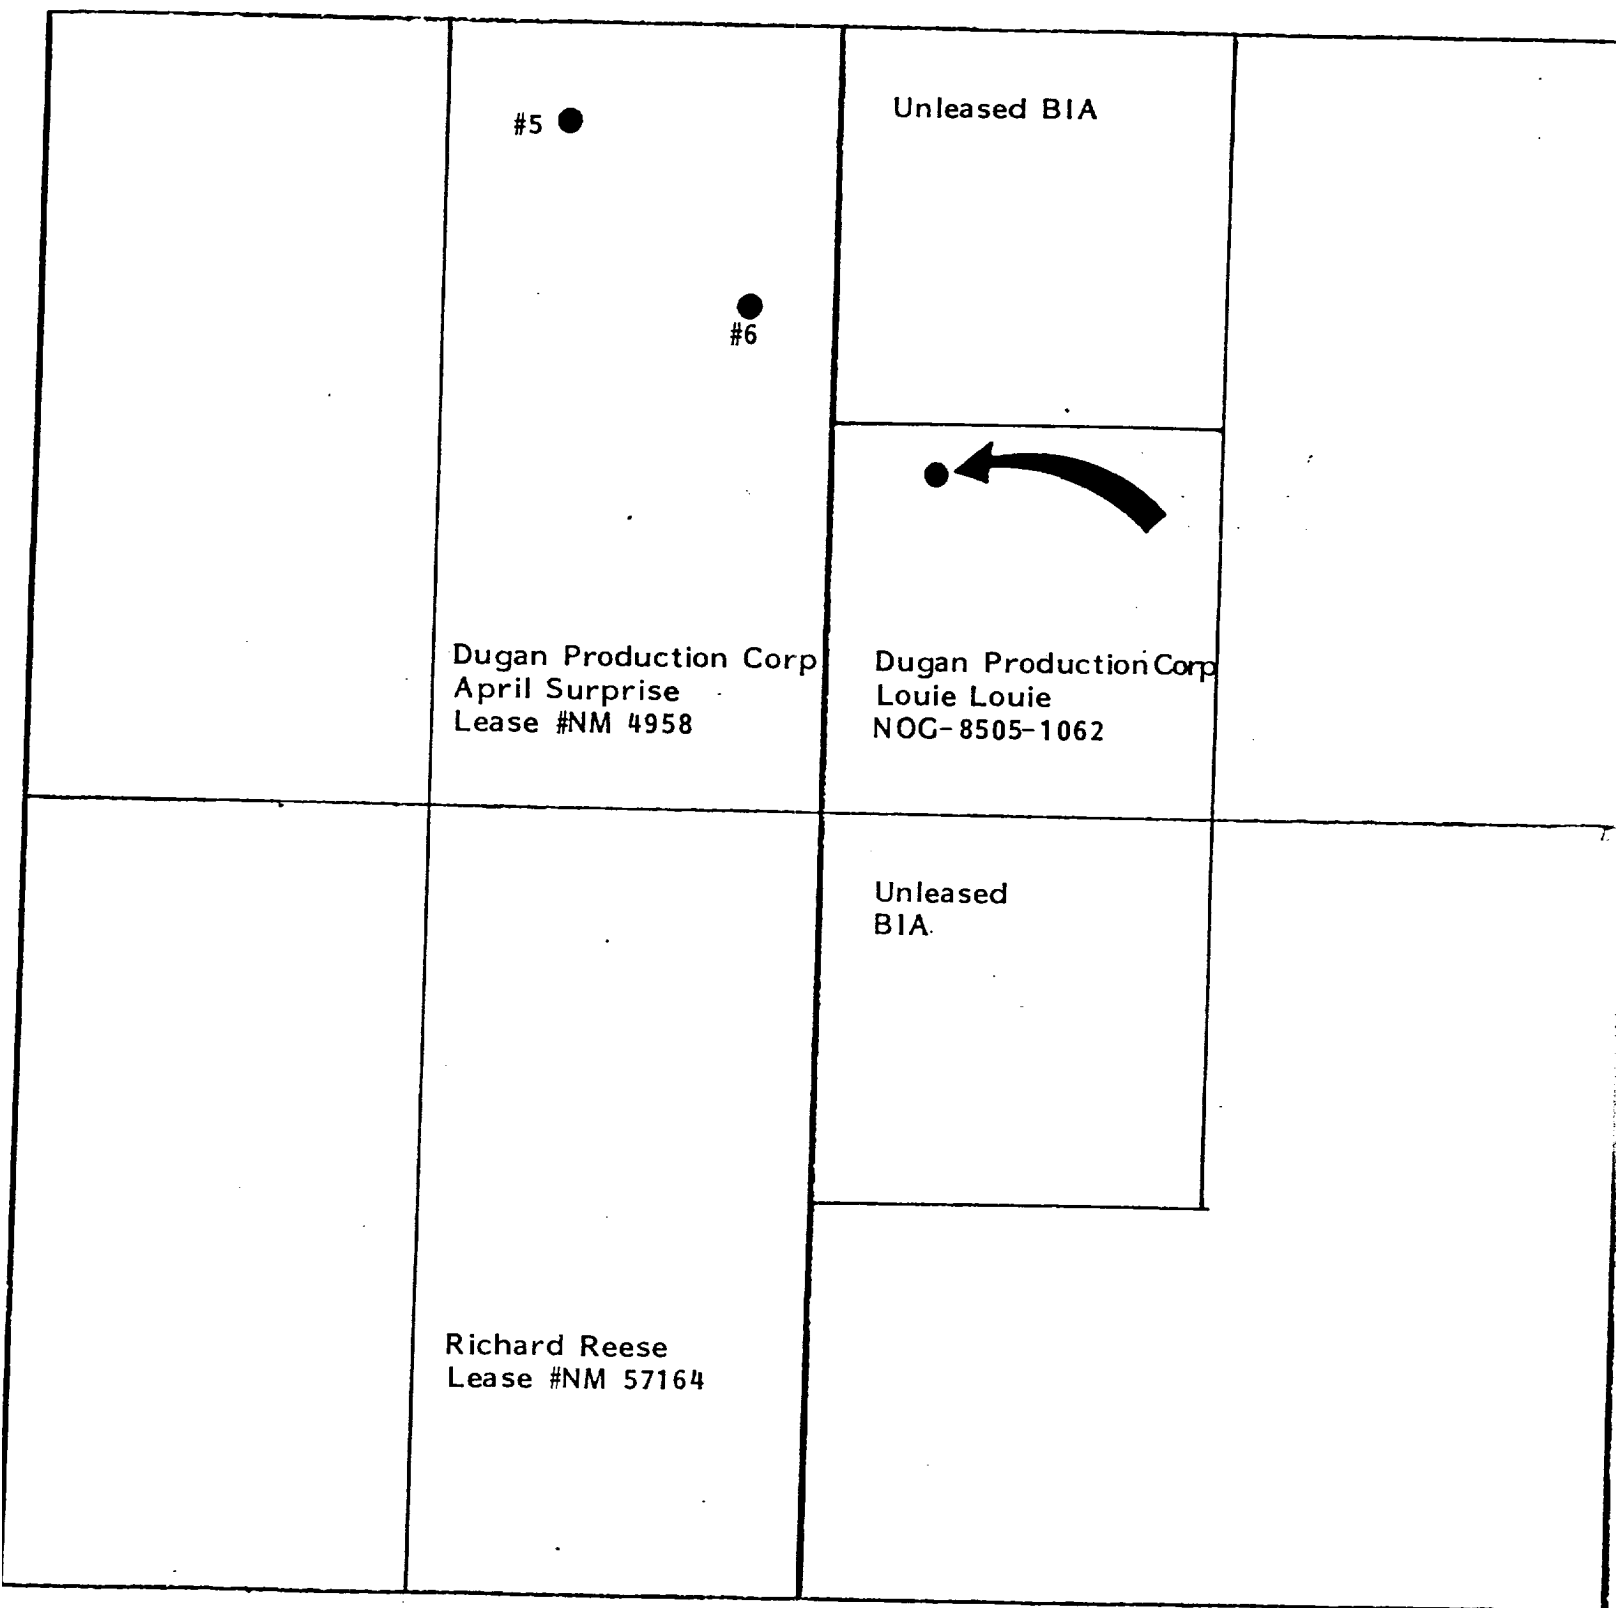 #5
Unleased BIA
#6
Dugan Production Corp
April Surprise
Lease #NM 4958
Dugan Production Corp
Louie Louie
NOG-8505-1062
Unleased
BIA
Richard Reese
Lease #NM 57164